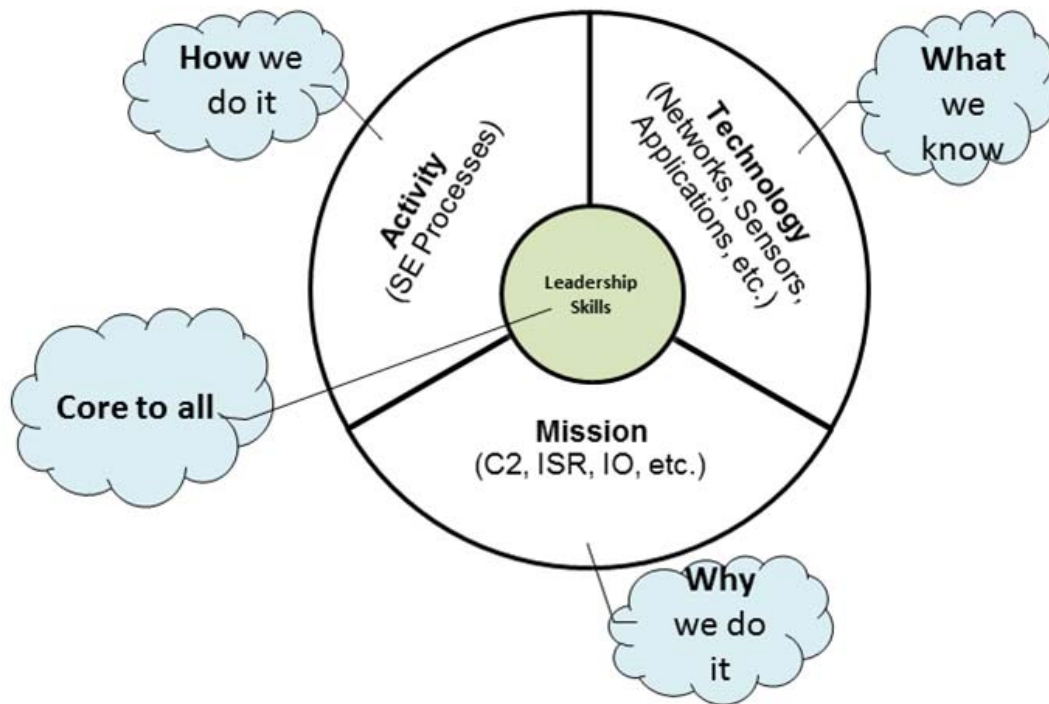 How we
do it
What
we
know
Activity
(SE Processes)
Technology
(Networks, Sensors,
Applications, etc.)
Leadership
Skills
Core to all
Mission
(C2, ISR, IO, etc.)
Why
we do
it